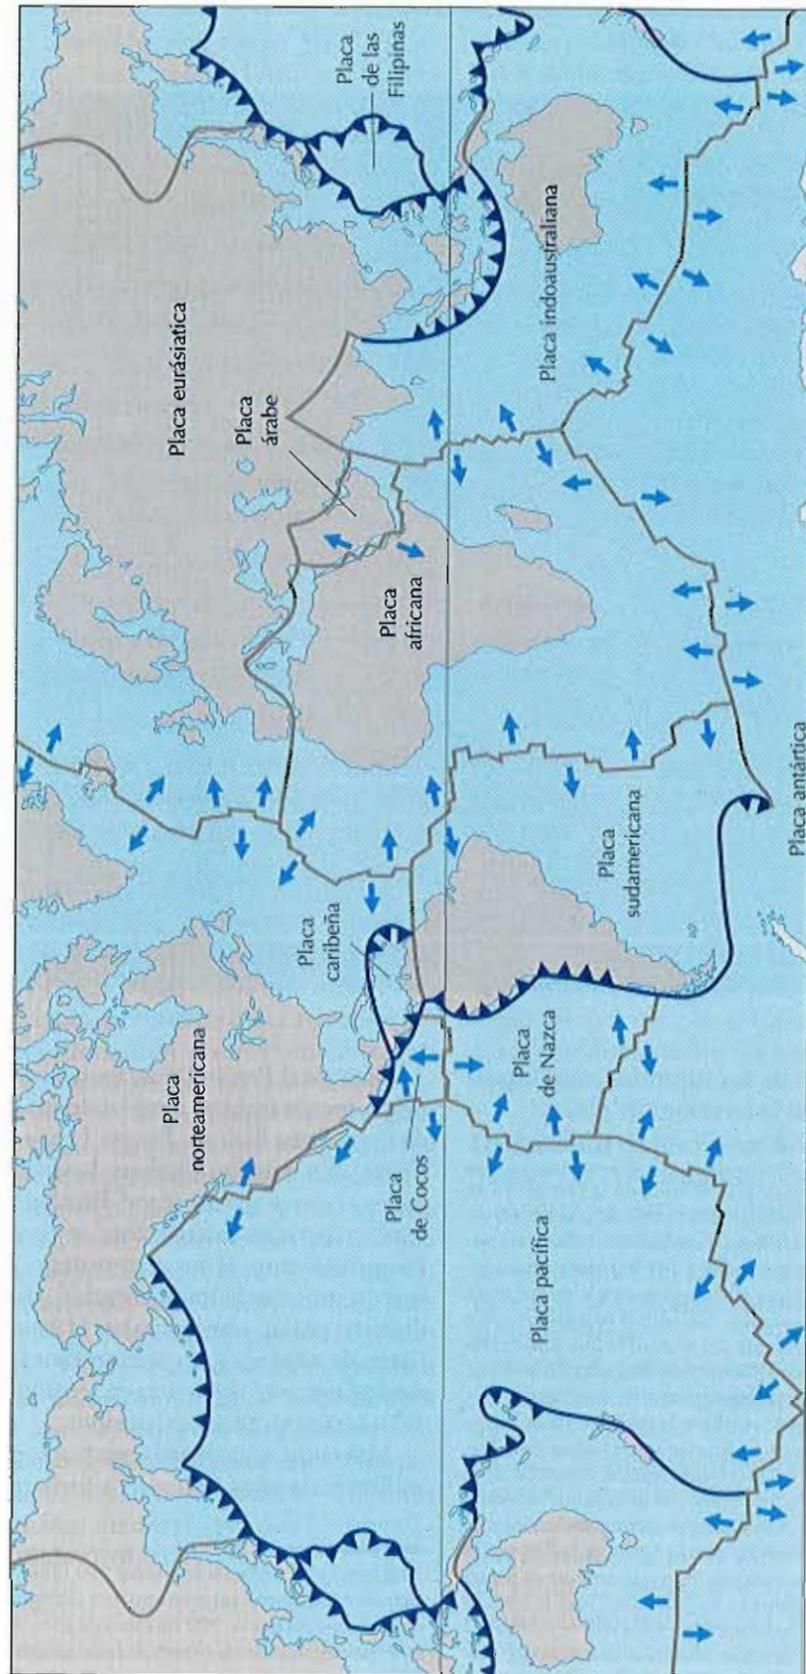 Placa
norteamericana
Placa
caribeña
Placa
de Cocos
Placa
de Nazca
Placa pacífica
Placa
sudamericana
Placa antártica
Placa
africana
Placa
árabe
Placa eurásiatica
Placa indoaustraliana
Placa
de las
Filipinas